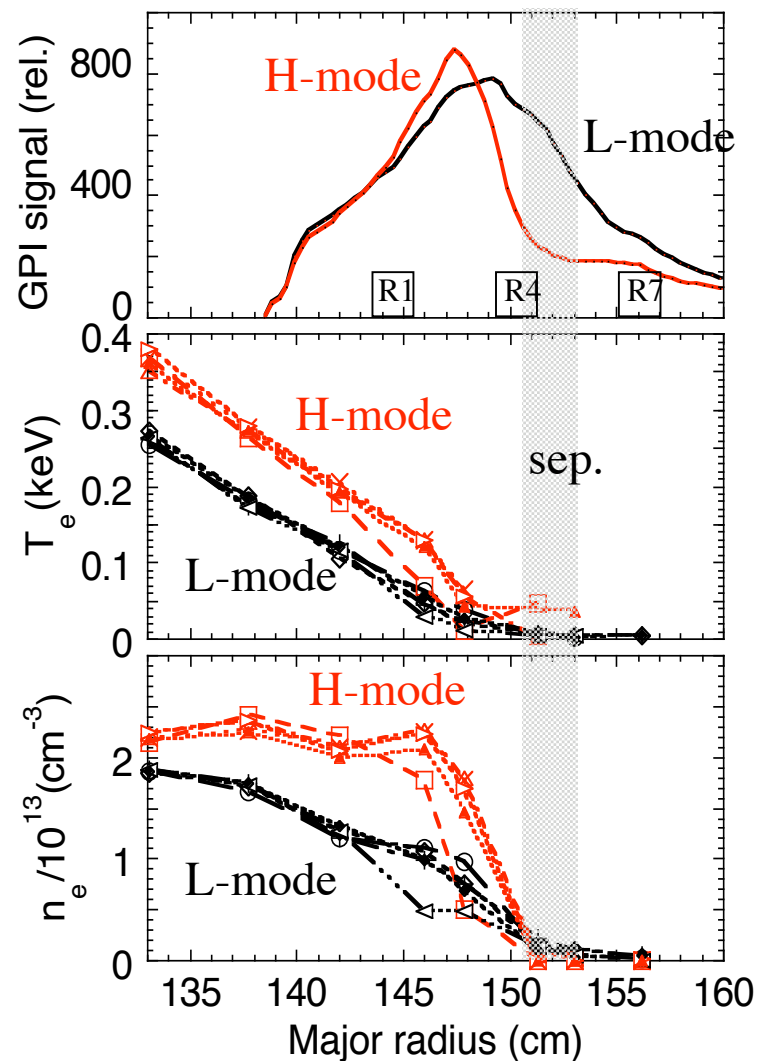 GPI signal (rel.)
800
400
0
H-mode
L-mode
R1
R4
R7
T_e (keV)
0.4
0.3
0.2
0.1
0
H-mode
sep.
L-mode
n_e/10^13(cm^-3)
2
1
0
H-mode
L-mode
135 140 145 150 155 160
Major radius (cm)